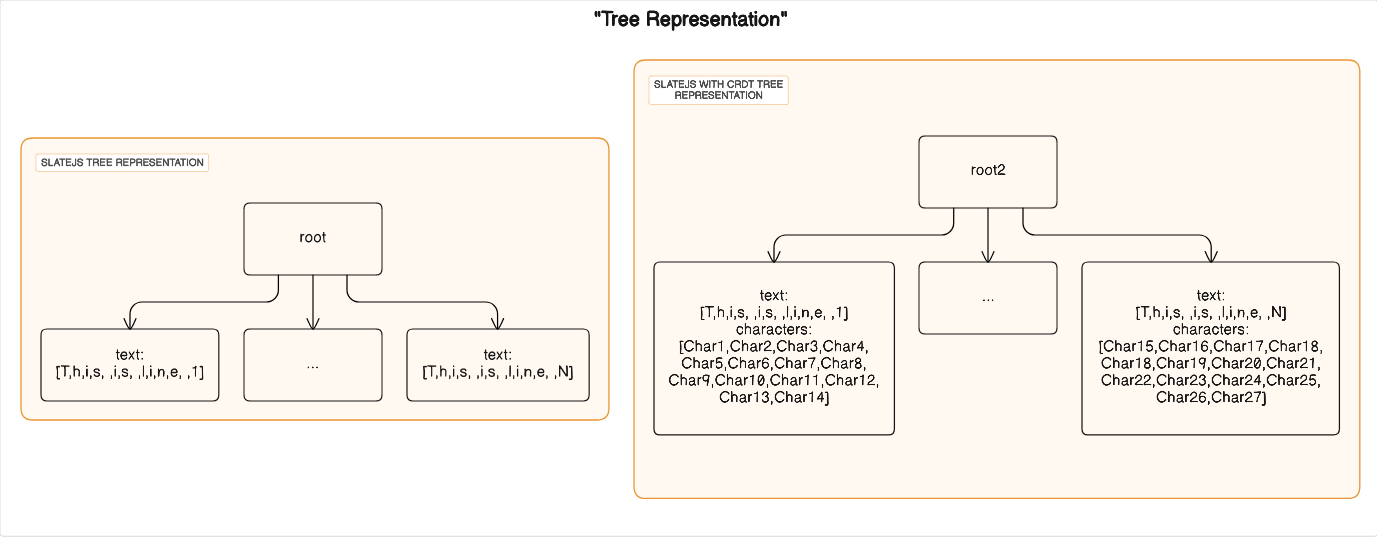 "Tree Representation"
SLATEJS TREE REPRESENTATION
root
text:
[T,h,i,s, ,i,s, ,l,i,n,e, ,1]
...
text:
[T,h,i,s, ,i,s, ,l,i,n,e, ,N]
SLATEJS WITH CRDT TREE
REPRESENTATION
root2
text:
[T,h,i,s, ,i,s, ,l,i,n,e, ,1]
characters:
[Char1,Char2,Char3,Char4,
Char5,Char6,Char7,Char8,
Char9,Char10,Char11,Char12,
Char13,Char14]
...
text:
[T,h,i,s, ,i,s, ,l,i,n,e, ,N]
characters:
[Char15,Char16,Char17,Char18,
Char18,Char19,Char20,Char21,
Char22,Char23,Char24,Char25,
Char26,Char27]